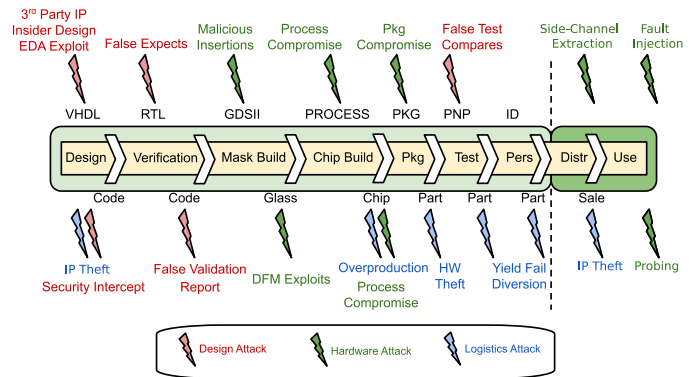 3rd Party IP
Insider Design
EDA Exploit
False Expects
Malicious
Insertions
Process
Compromise
Pkg
Compromise
False Test
Compares
Side-Channel
Extraction
Fault
Injection
VHDL
RTL
GDSII
PROCESS
PKG
PNP
ID
Design
Verification
Mask Build
Chip Build
Pkg
Test
Pers
Distr
Use
Code
Code
Glass
Chip
Part
Part
Part
Sale
IP Theft
Security Intercept
False Validation
Report
DFM Exploits
Overproduction
Process
Compromise
HW
Theft
Yield Fail
Diversion
IP Theft
Probing
Design Attack
Hardware Attack
Logistics Attack